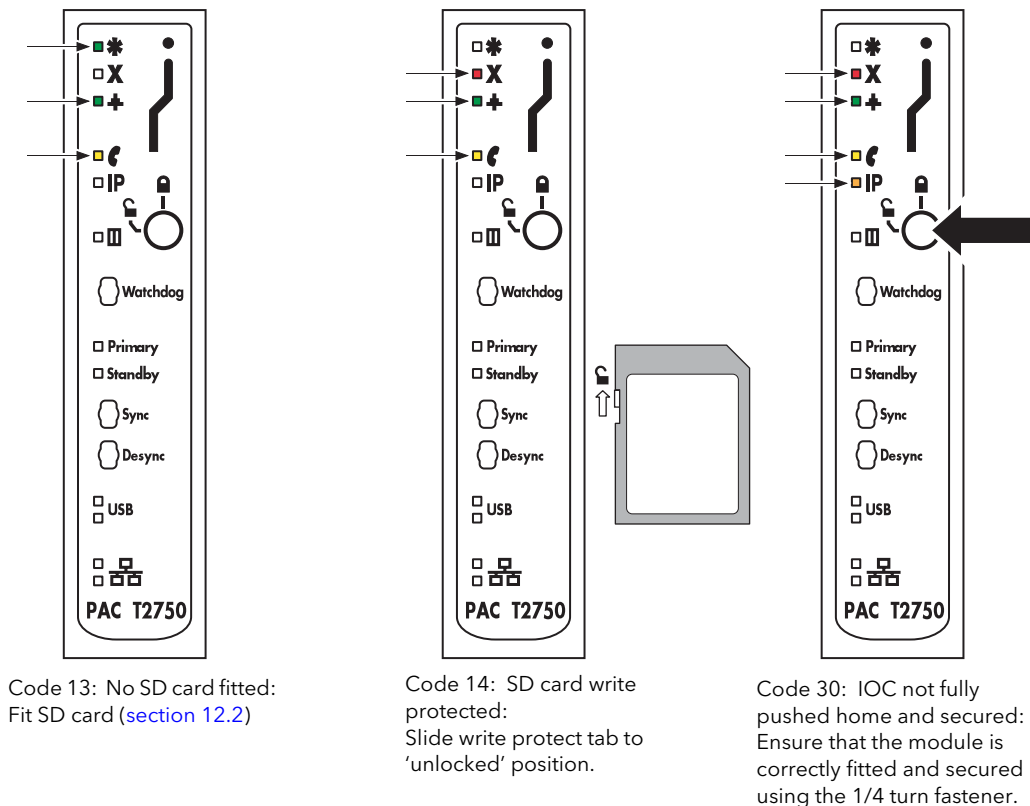 X
IP
Watchdog
Primary
Standby
Sync
Desync
USB
PAC T2750
Code 13: No SD card fitted:
Fit SD card (section 12.2)
X
IP
Watchdog
Primary
Standby
Sync
Desync
USB
PAC T2750
Code 14: SD card write
protected:
Slide write protect tab to
‘unlocked’ position.
X
IP
Watchdog
Primary
Standby
Sync
Desync
USB
PAC T2750
Code 30: IOC not fully
pushed home and secured:
Ensure that the module is
correctly fitted and secured
using the 1/4 turn fastener.